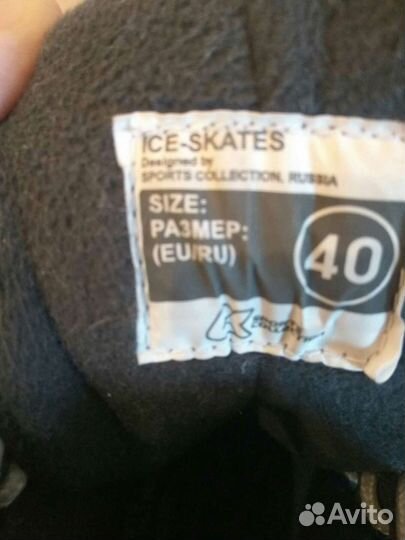 ICE-SKATES
Designed by
SPORTS COLLECTION, RUSSIA
SIZE:
РАЗМЕР:
(EU/RU)
40
Avito